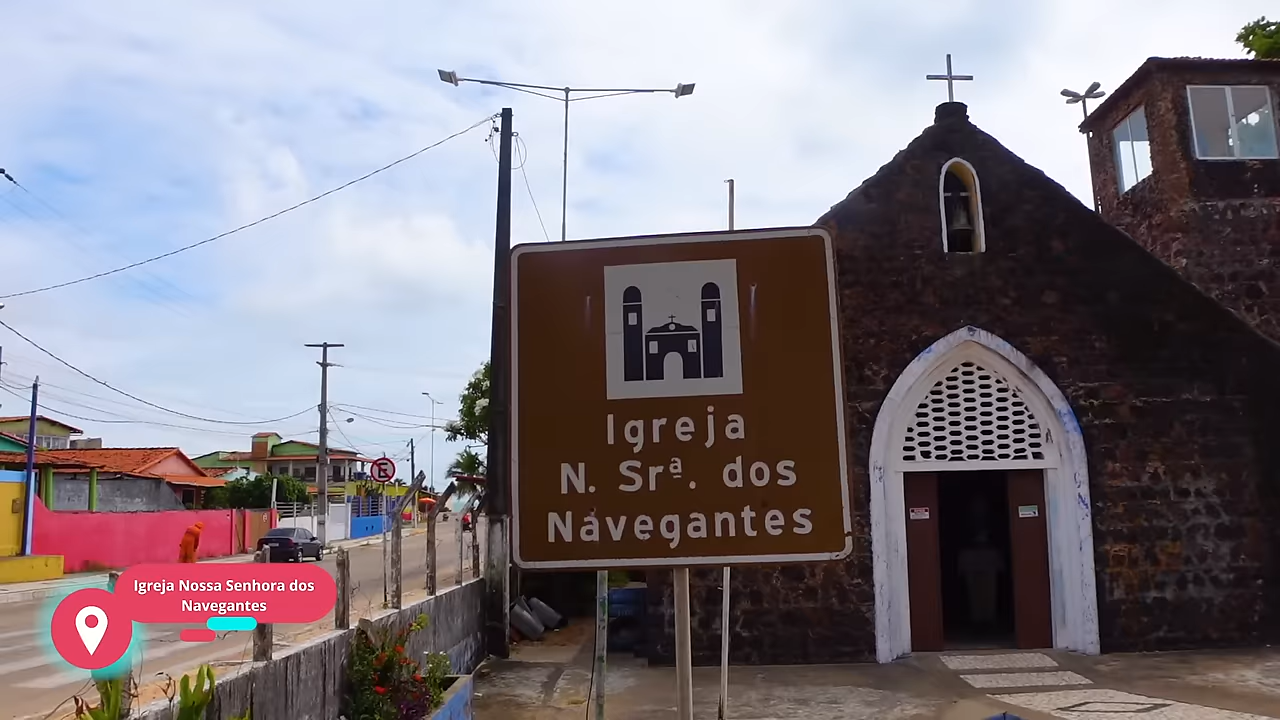 Igreja
N. Srª. dos
Navegantes
E
Igreja Nossa Senhora dos
Navegantes